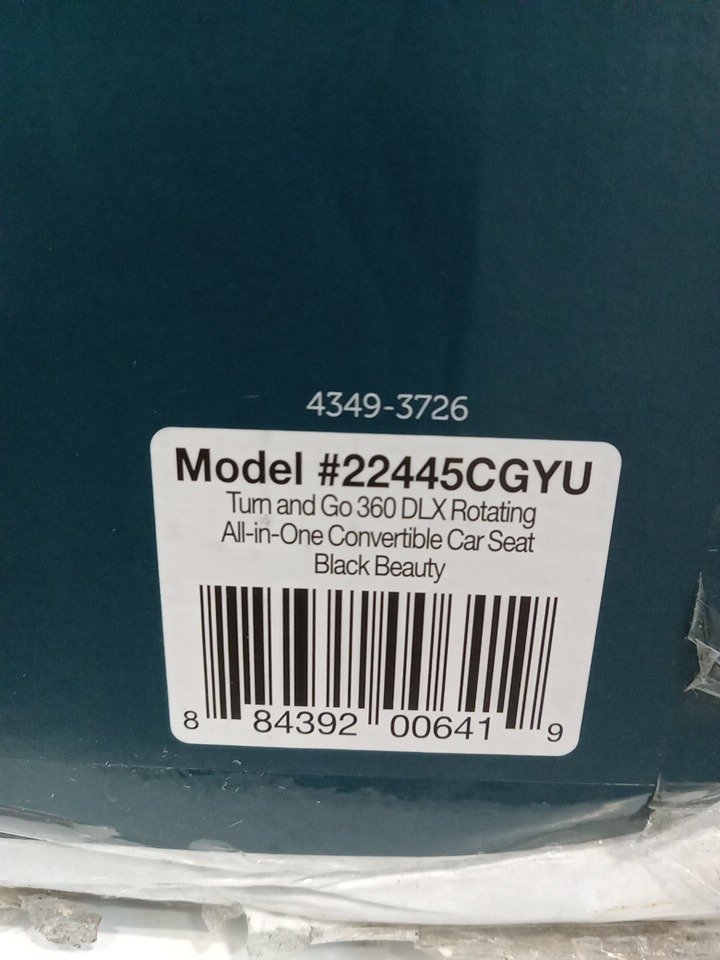 4349-3726
Model #22445CGYU
Turn and Go 360 DLX Rotating
All-in-One Convertible Car Seat
Black Beauty
8 84392 00641 9